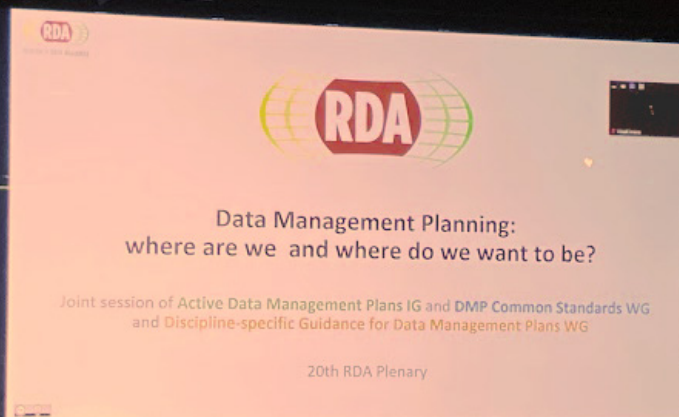 RDA
RDA
Data Management Planning:
where are we and where do we want to be?
Joint session of Active Data Management Plans IG and DMP Common Standards WG
and Discipline-specific Guidance for Data Management Plans WG
20th RDA Plenary